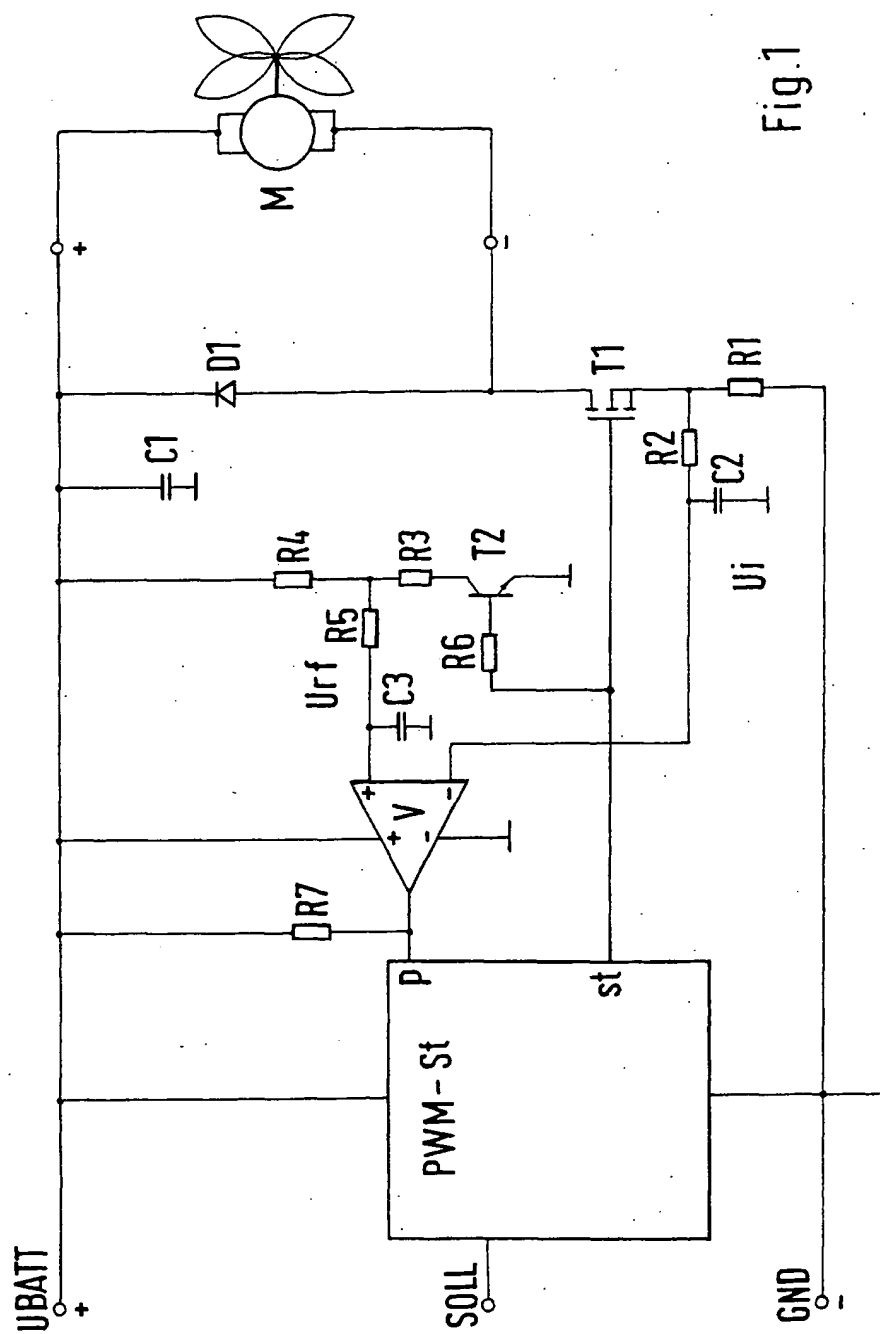 UBATT
+
SOLL
GND
-
PWM-St
p
st
R7
V
+
-
+
-
Urf
C3
R5
R4
R3
R6
T2
Ui
C2
R2
C1
D1
T1
R1
+
-
M
Fig.1